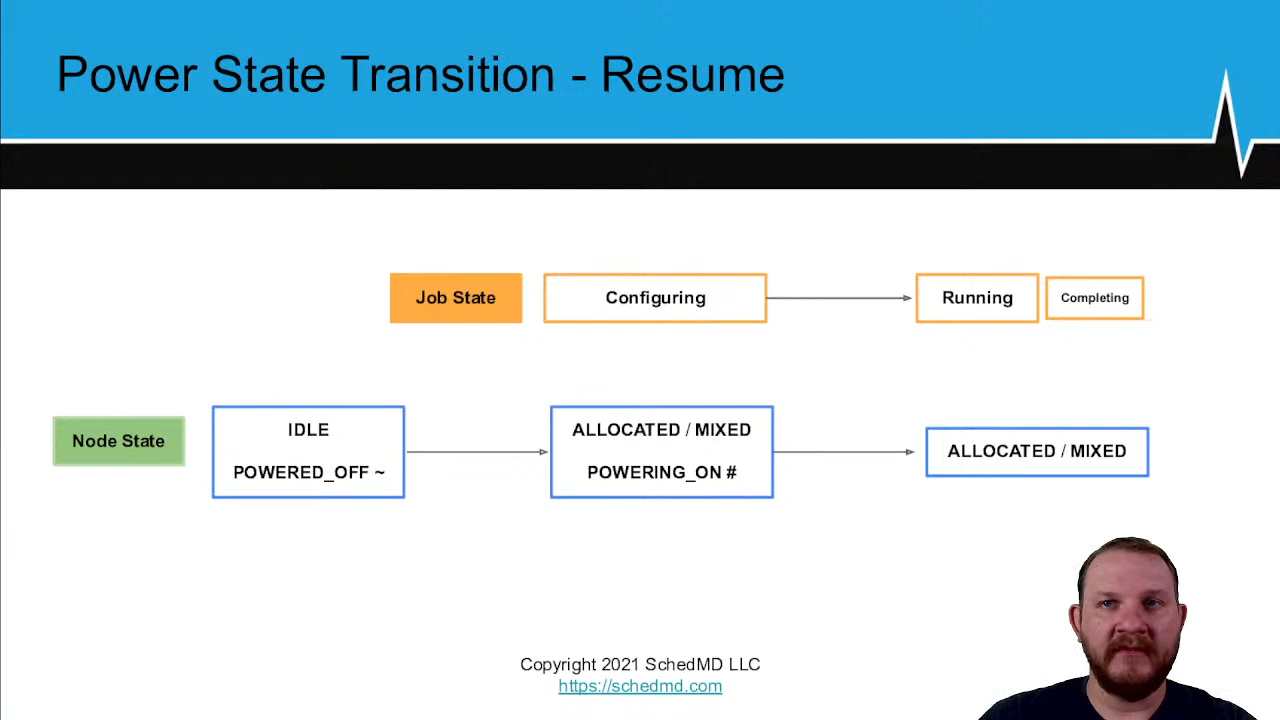 Power State Transition - Resume
Job State
Configuring
Running
Completing
Node State
IDLE
POWERED_OFF ~
ALLOCATED / MIXED
POWERING_ON #
ALLOCATED / MIXED
Copyright 2021 SchedMD LLC
https://schedmd.com